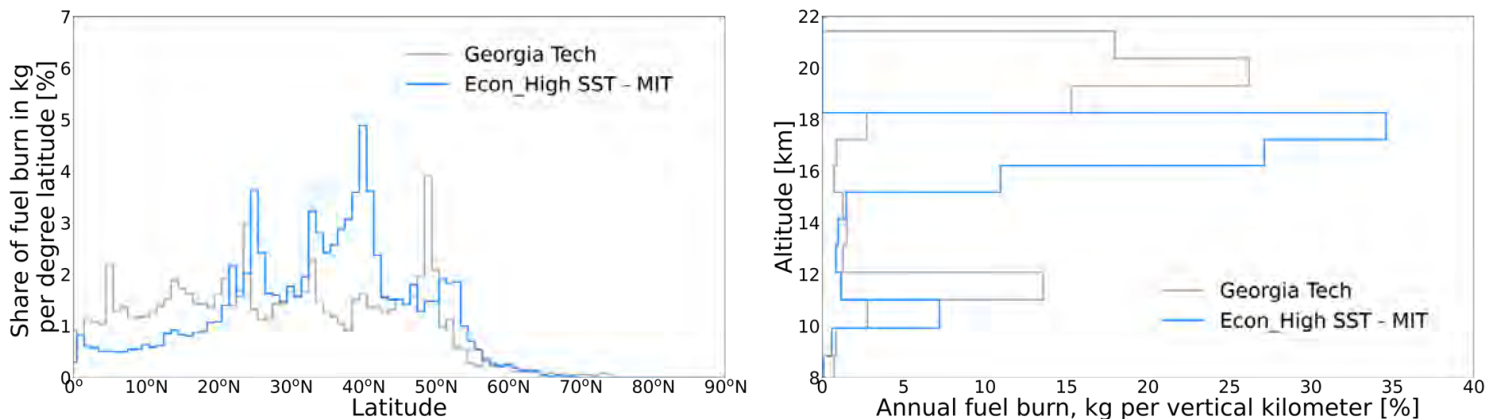 Share of fuel burn in kg
per degree latitude [%]
7
6
5
4
3
2
1
0
Georgia Tech
Econ_High SST - MIT
0°
10°N
20°N
30°N
40°N
50°N
60°N
70°N
80°N
90°N
Latitude
Altitude [km]
22
20
18
16
14
12
10
8
Georgia Tech
Econ_High SST - MIT
0
5
10
15
20
25
30
35
40
Annual fuel burn, kg per vertical kilometer [%]